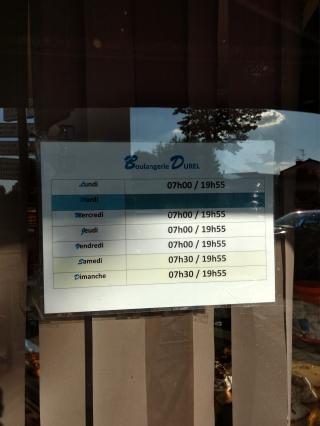 Boulangerie DUREL
Lundi 07h00 / 19h55
Mardi
Mercredi 07h00 / 19h55
Jeudi 07h00 / 19h55
Vendredi 07h00 / 19h55
Samedi 07h30 / 19h55
Dimanche 07h30 / 19h55